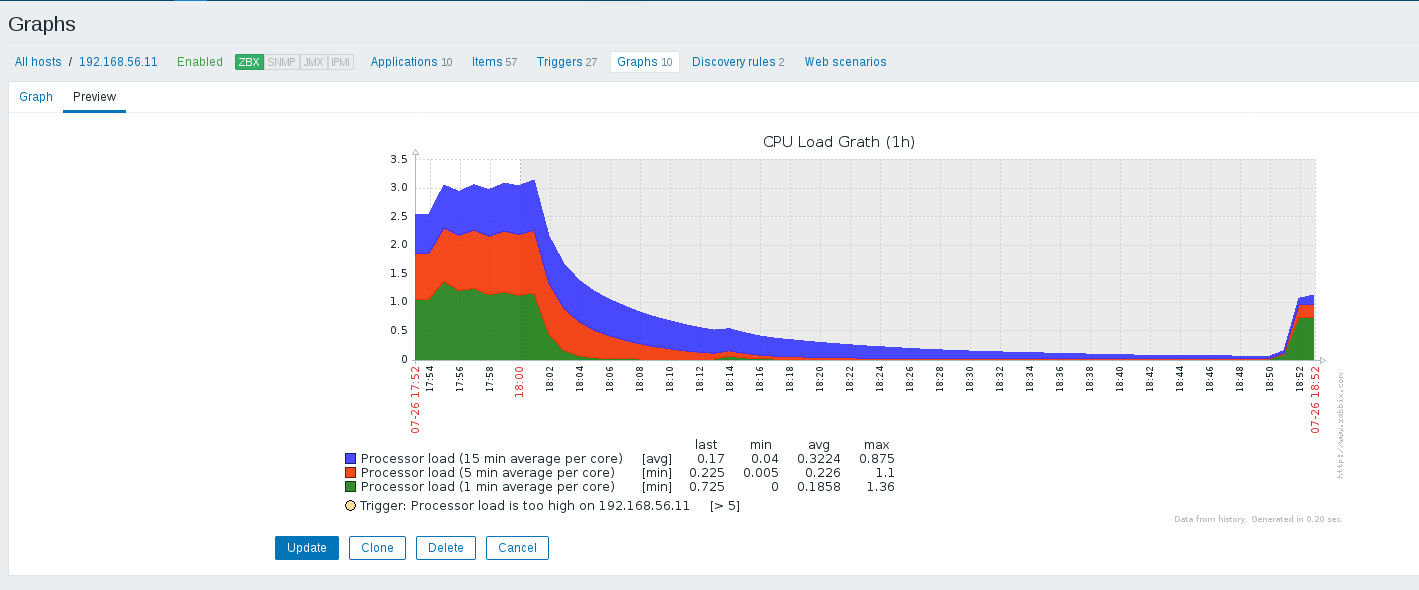 Graphs
All hosts / 192.168.56.11 Enabled ZBX SNMP JMX IPMI Applications 10 Items 57 Triggers 27 Graphs 10 Discovery rules 2 Web scenarios
Graph Preview
CPU Load Grath (1h)
3.5
3.0
2.5
2.0
1.5
1.0
0.5
0
07-26 17:52 17:54 17:56 17:58 18:00 18:02 18:04 18:06 18:08 18:10 18:12 18:14 18:16 18:18 18:20 18:22 18:24 18:26 18:28 18:30 18:32 18:34 18:36 18:38 18:40 18:42 18:44 18:46 18:48 18:50 18:52 07-26 18:52
http://www.zabbix.com
last min avg max
Processor load (15 min average per core) [avg] 0.17 0.04 0.3224 0.875
Processor load (5 min average per core) [min] 0.225 0.005 0.226 1.1
Processor load (1 min average per core) [min] 0.725 0 0.1858 1.36
Trigger: Processor load is too high on 192.168.56.11 [> 5]
Data from history. Generated in 0.20 sec.
Update Clone Delete Cancel